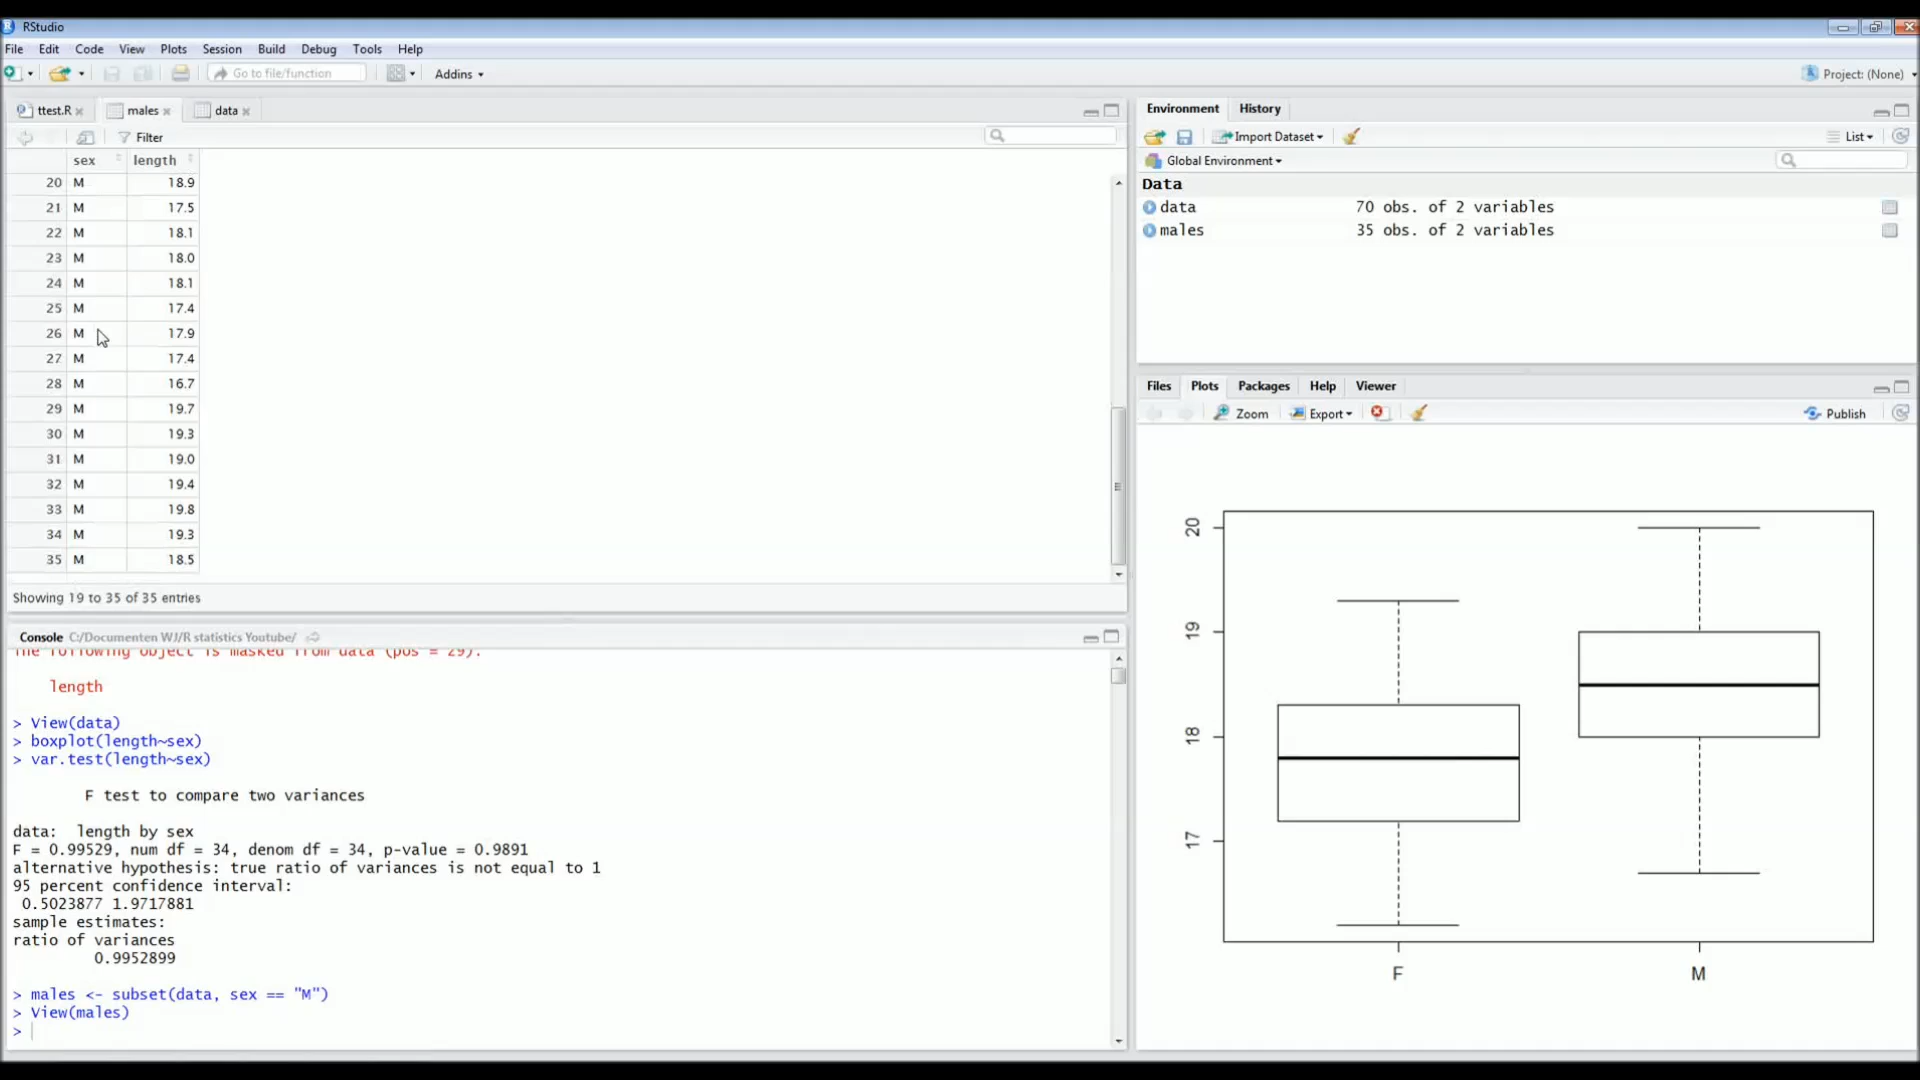 RStudio
File Edit Code View Plots Session Build Debug Tools Help
Go to file/function Addins Project: (None)
ttest.R males data
Filter
sex length
20 M 18.9
21 M 17.5
22 M 18.1
23 M 18.0
24 M 18.1
25 M 17.4
26 M 17.9
27 M 17.4
28 M 16.7
29 M 19.7
30 M 19.3
31 M 19.0
32 M 19.4
33 M 19.8
34 M 19.3
35 M 18.5
Showing 19 to 35 of 35 entries
Console C:/Documenten WJ/R statistics Youtube/
The following object is masked from data (pos = 29):
length
> View(data)
> boxplot(length~sex)
> var.test(length~sex)
F test to compare two variances
data: length by sex
F = 0.99529, num df = 34, denom df = 34, p-value = 0.9891
alternative hypothesis: true ratio of variances is not equal to 1
95 percent confidence interval:
0.5023877 1.9717881
sample estimates:
ratio of variances
0.9952899
> males <- subset(data, sex == "M")
> View(males)
>
Environment History
Import Dataset List
Global Environment
Data
data 70 obs. of 2 variables
males 35 obs. of 2 variables
Files Plots Packages Help Viewer
Zoom Export Publish
20
19
18
17
F M